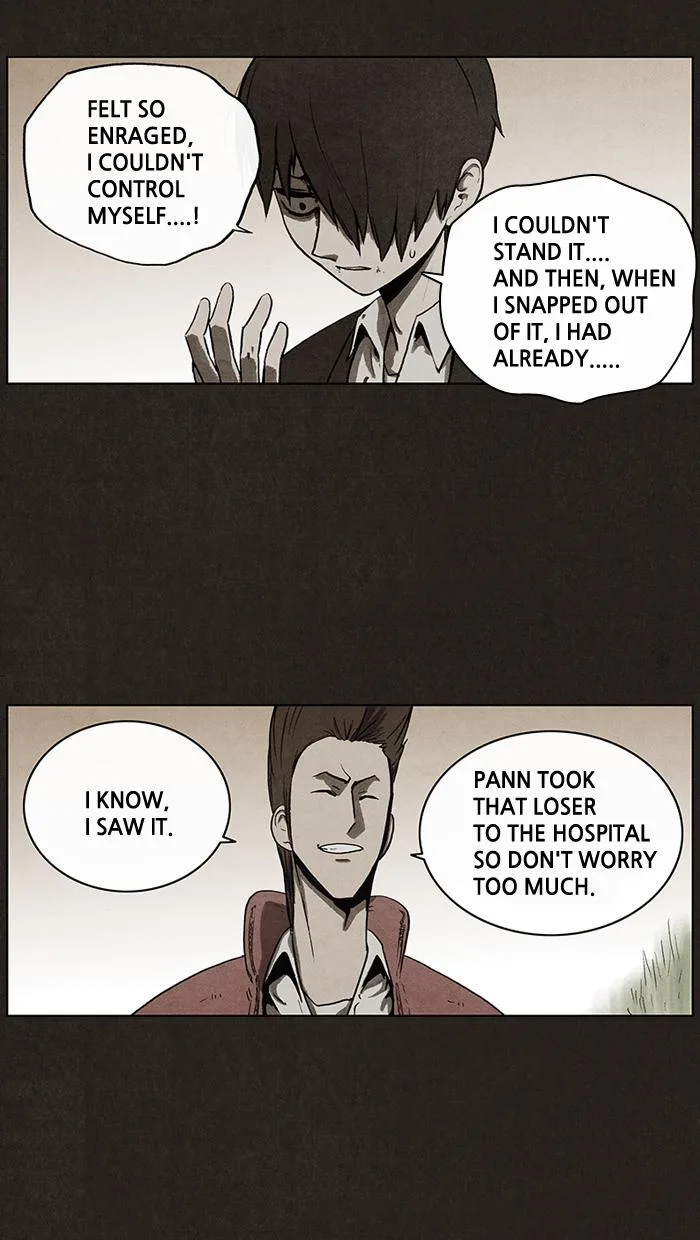 FELT SO
ENRAGED,
I COULDN'T
CONTROL
MYSELF....!
I COULDN'T
STAND IT....
AND THEN, WHEN
I SNAPPED OUT
OF IT, I HAD
ALREADY.....
I KNOW,
I SAW IT.
PANN TOOK
THAT LOSER
TO THE HOSPITAL
SO DON'T WORRY
TOO MUCH.